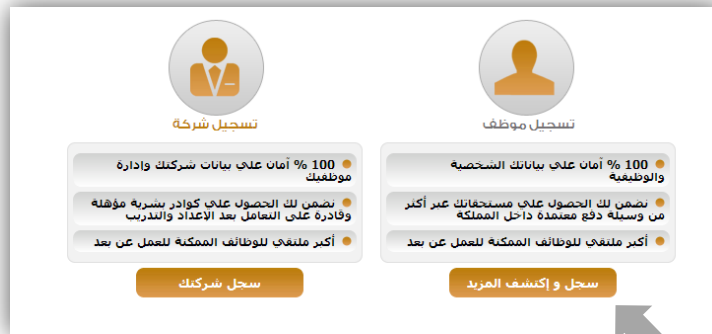 تسجيل موظف
100 % أمان علي بياناتك الشخصية
والوظيفية
نضمن لك الحصول علي مستحقاتك عبر أكثر
من وسيلة دفع معتمدة داخل المملكة
أكبر ملتقي للوظائف الممكنة للعمل عن بعد
سجل و إكتشف المزيد
تسجيل شركة
100 % أمان علي بيانات شركتك وإدارة
موظفيك
نضمن لك الحصول علي كوادر بشرية مؤهلة
وقادرة على التعامل بعد الإعداد والتدريب
أكبر ملتقي للوظائف الممكنة للعمل عن بعد
سجل شركتك